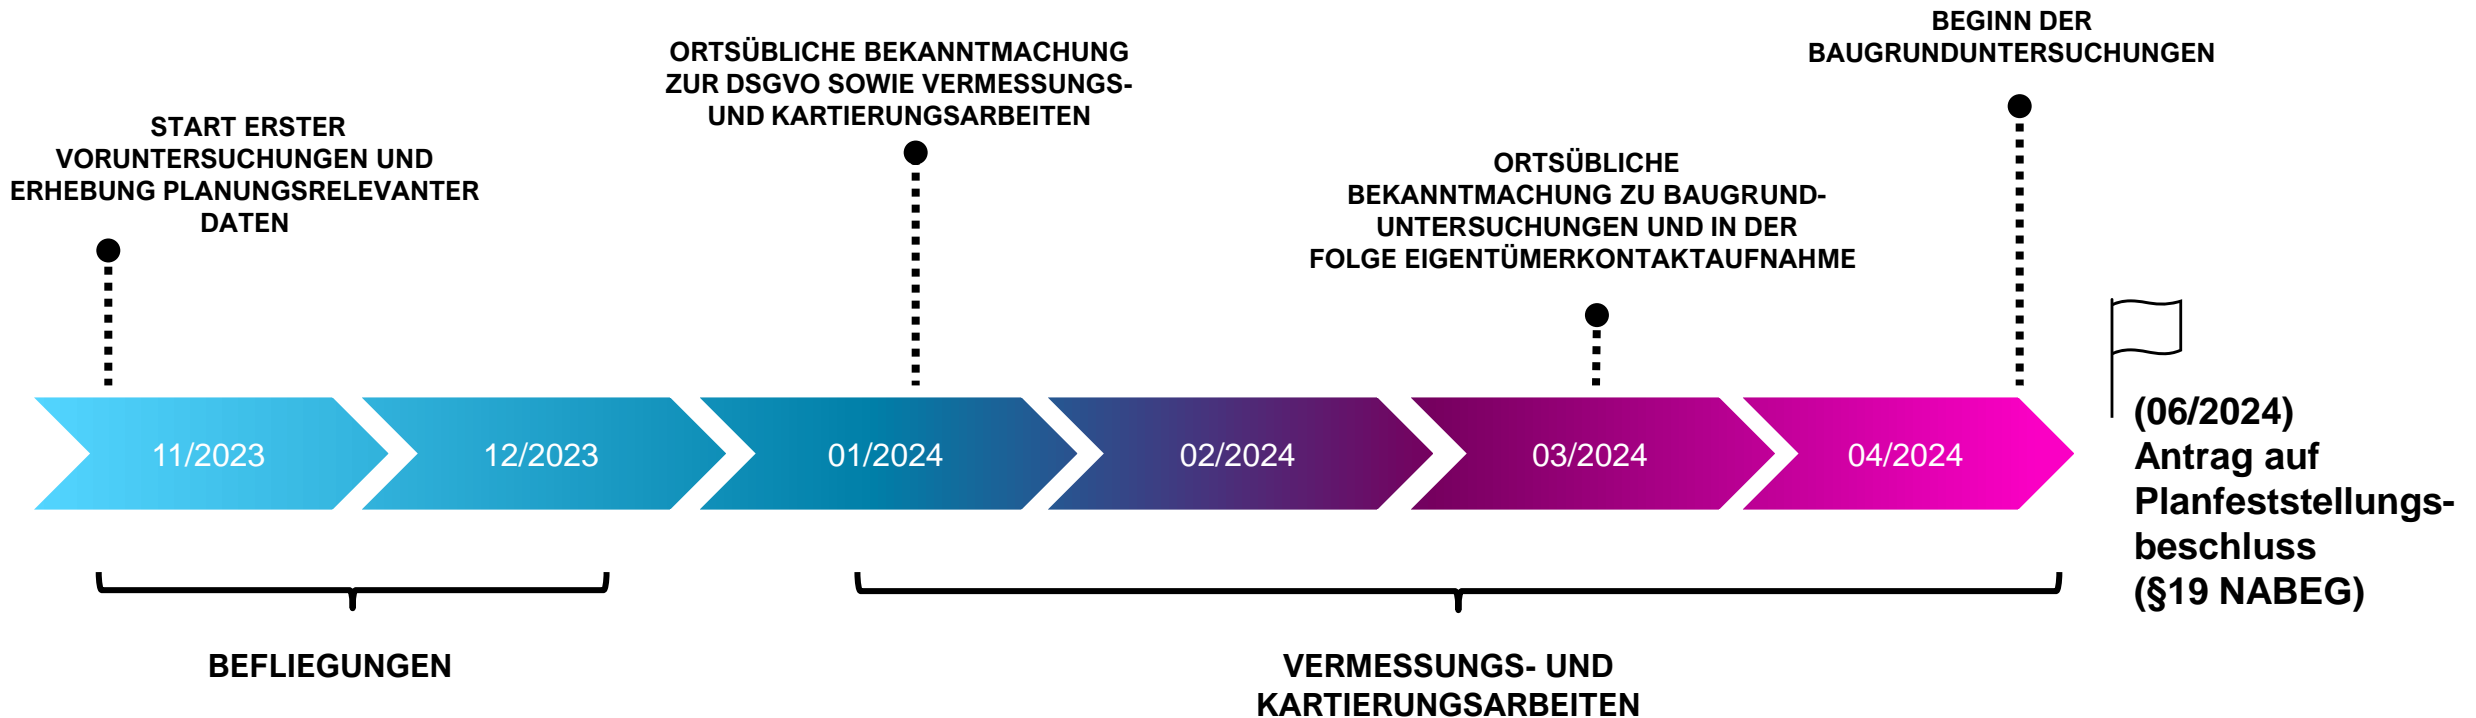 START ERSTER
VORUNTERSUCHUNGEN UND
ERHEBUNG PLANUNGSRELEVANTER
DATEN
ORTSÜBLICHE BEKANNTMACHUNG
ZUR DSGVO SOWIE VERMESSUNGS-
UND KARTIERUNGSARBEITEN
ORTSÜBLICHE
BEKANNTMACHUNG ZU BAUGRUND-
UNTERSUCHUNGEN UND IN DER
FOLGE EIGENTÜMERKONTAKTAUFNAHME
BEGINN DER
BAUGRUNDUNTERSUCHUNGEN
11/2023
12/2023
01/2024
02/2024
03/2024
04/2024
(06/2024)
Antrag auf
Planfeststellungs-
beschluss
(§19 NABEG)
BEFLIEGUNGEN
VERMESSUNGS- UND
KARTIERUNGSARBEITEN